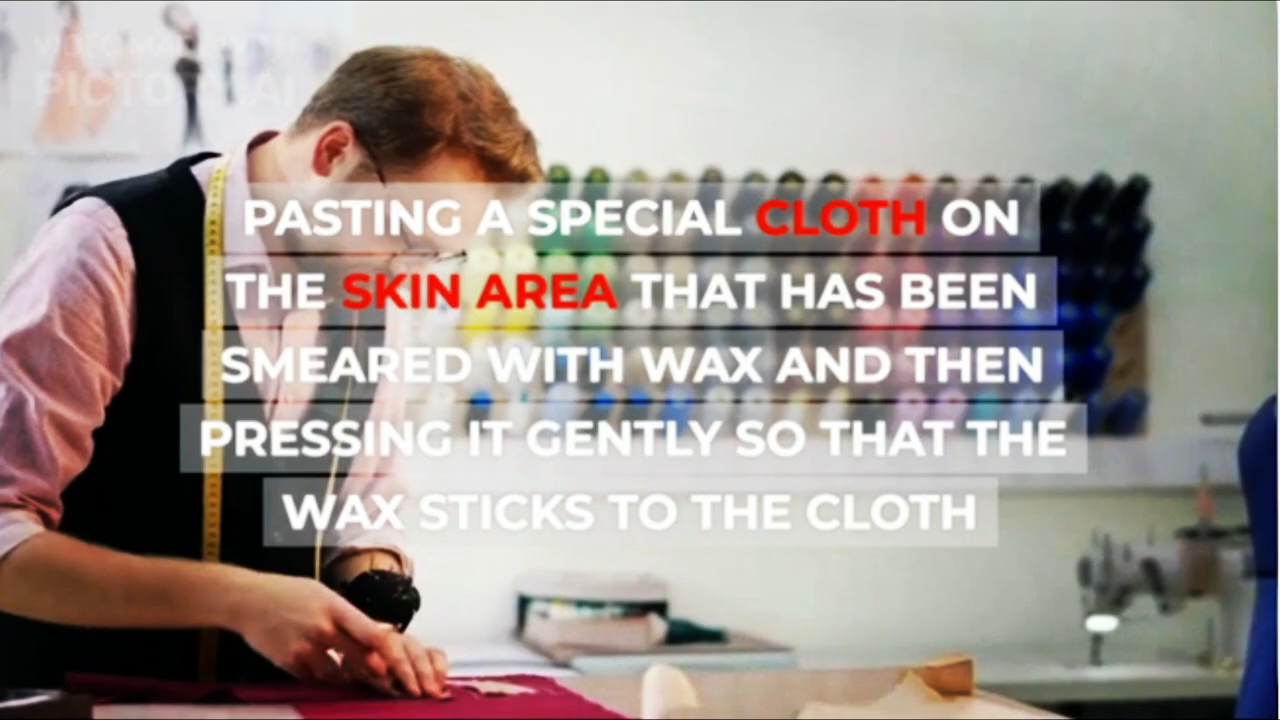 PICTO
PASTING A SPECIAL CLOTH ON
THE SKIN AREA THAT HAS BEEN
SMEARED WITH WAX AND THEN
PRESSING IT GENTLY SO THAT THE
WAX STICKS TO THE CLOTH